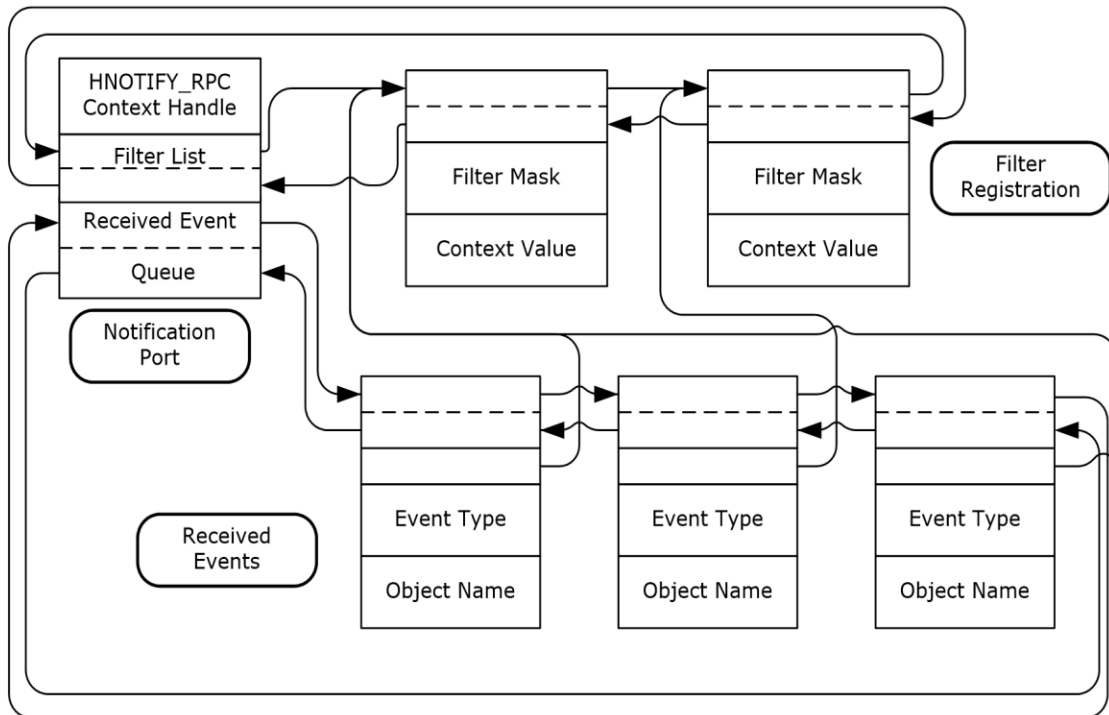 HNOTIFY_RPC
Context Handle
Filter List
Received Event
Queue
Notification
Port
Filter Mask
Context Value
Filter Mask
Context Value
Filter
Registration
Received
Events
Event Type
Object Name
Event Type
Object Name
Event Type
Object Name